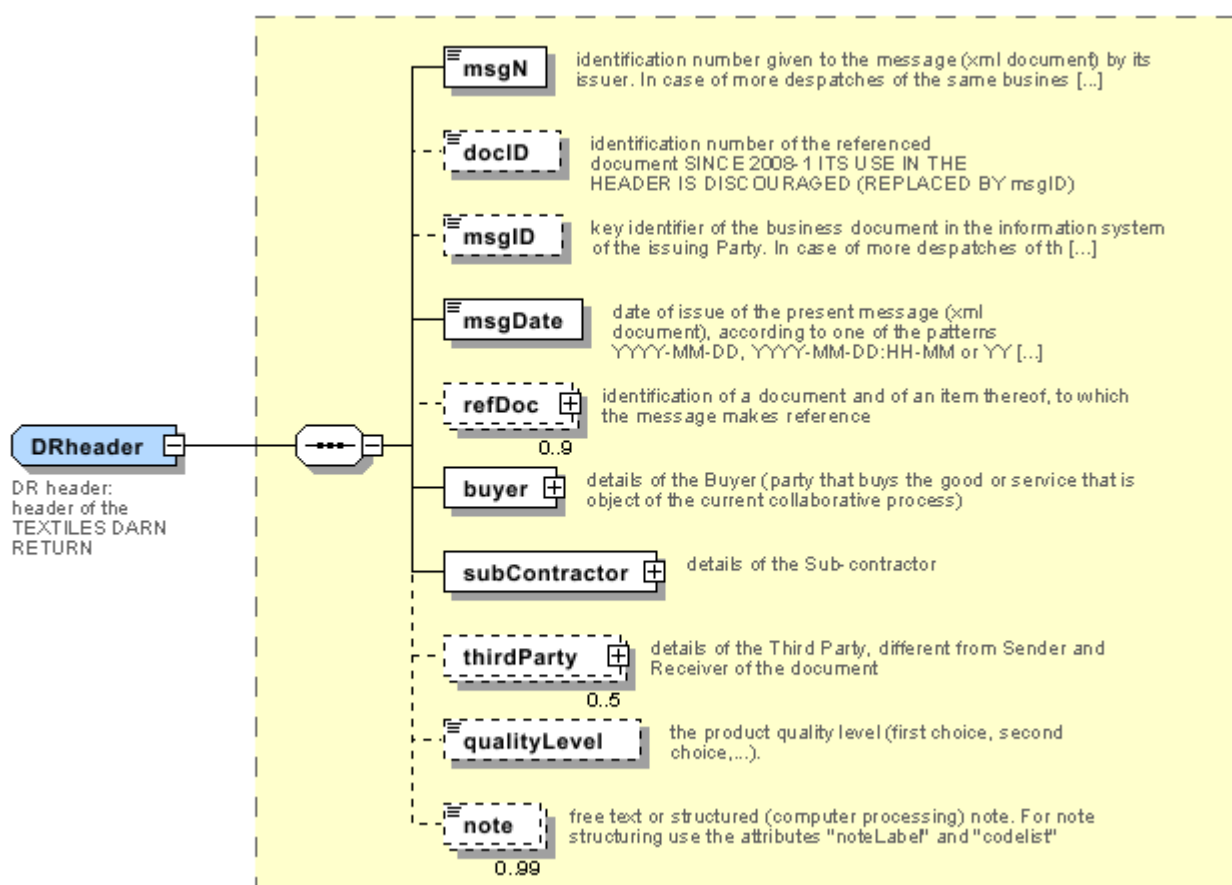 msgN
identification number given to the message (xml document) by its
issuer. In case of more despatches of the same busines [...]
docID
identification number of the referenced
document SINCE 2008-1 ITS USE IN THE
HEADER IS DISCOURAGED (REPLACED BY msgID)
msgID
key identifier of the business document in the information system
of the issuing Party. In case of more despatches of th [...]
msgDate
date of issue of the present message (xml
document), according to one of the patterns
YYYY-MM-DD, YYYY-MM-DD:HH-MM or YY [...]
refDoc
0..9
identification of a document and of an item thereof, to which
the message makes reference
DRheader
DR header:
header of the
TEXTILES DARN
RETURN
buyer
details of the Buyer (party that buys the good or service that is
object of the current collaborative process)
subContractor
details of the Sub-contractor
thirdParty
0..5
details of the Third Party, different from Sender and
Receiver of the document
qualityLevel
the product quality level (first choice, second
choice,...).
note
0..99
free text or structured (computer processing) note. For note
structuring use the attributes "noteLabel" and "codelist"